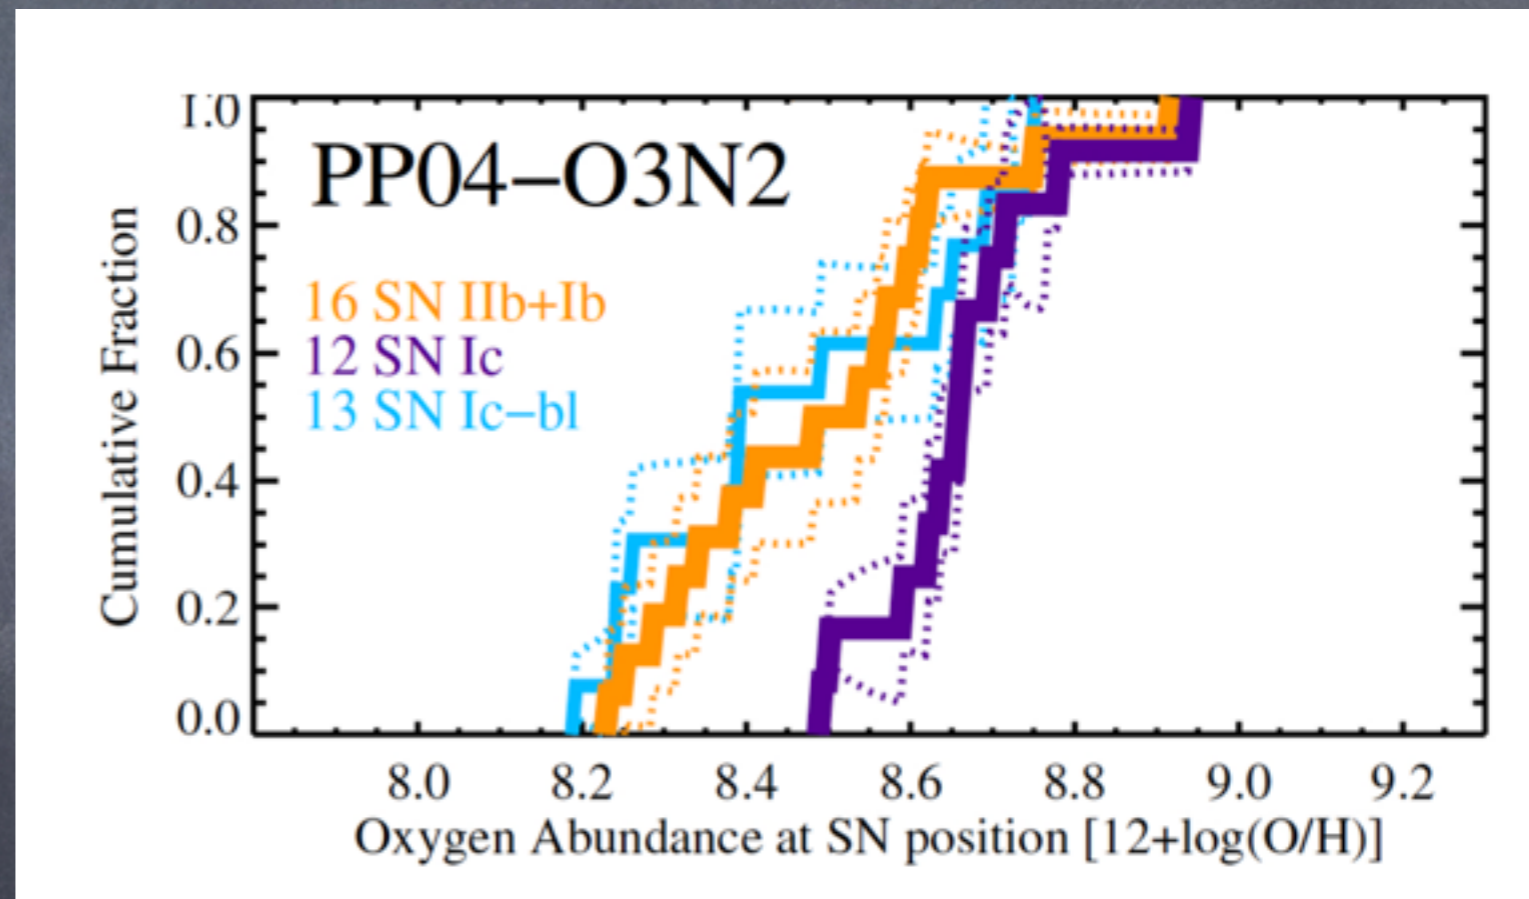 1.0
PP04–O3N2
0.8
16 SN IIb+Ib
0.6
12 SN Ic
13 SN Ic–bl
0.4
0.2
0.0
Cumulative Fraction
8.0 8.2 8.4 8.6 8.8 9.0 9.2
Oxygen Abundance at SN position [12+log(O/H)]